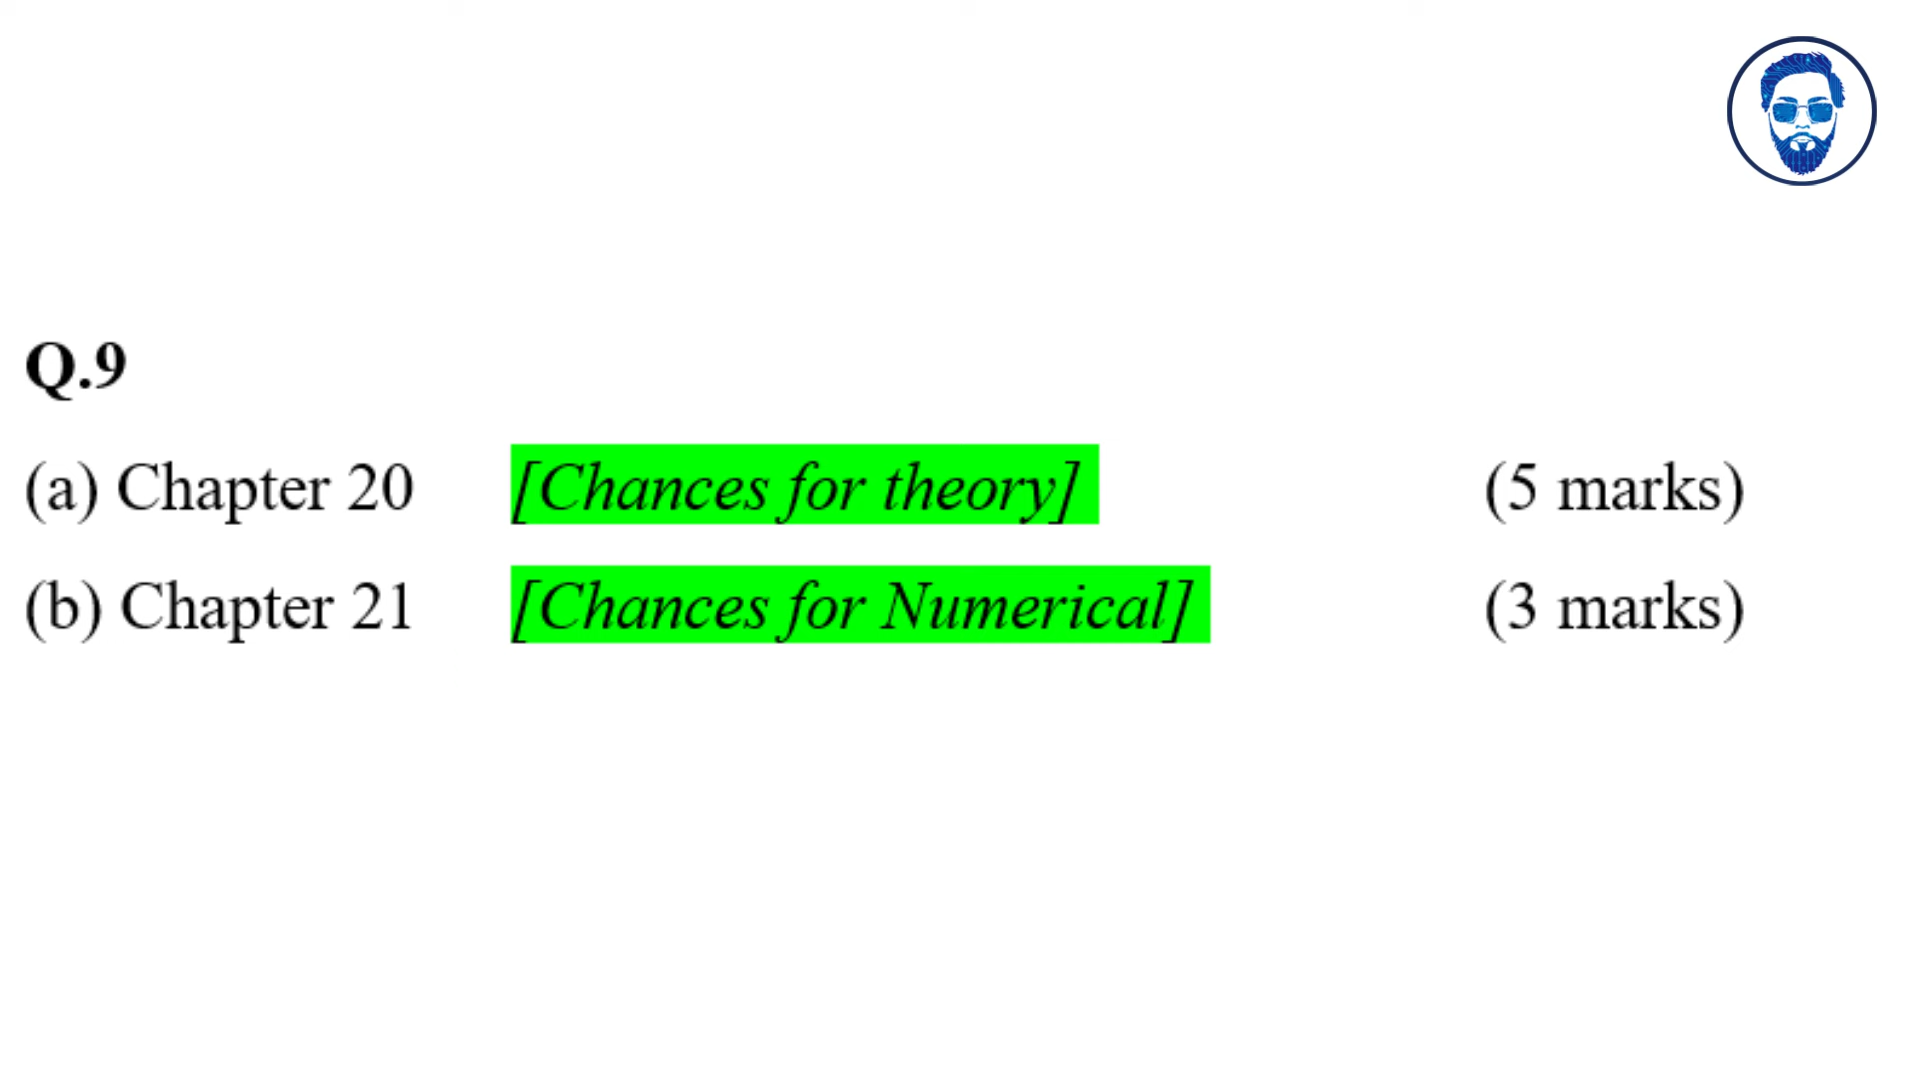 Q.9
(a) Chapter 20 [Chances for theory] (5 marks)
(b) Chapter 21 [Chances for Numerical] (3 marks)